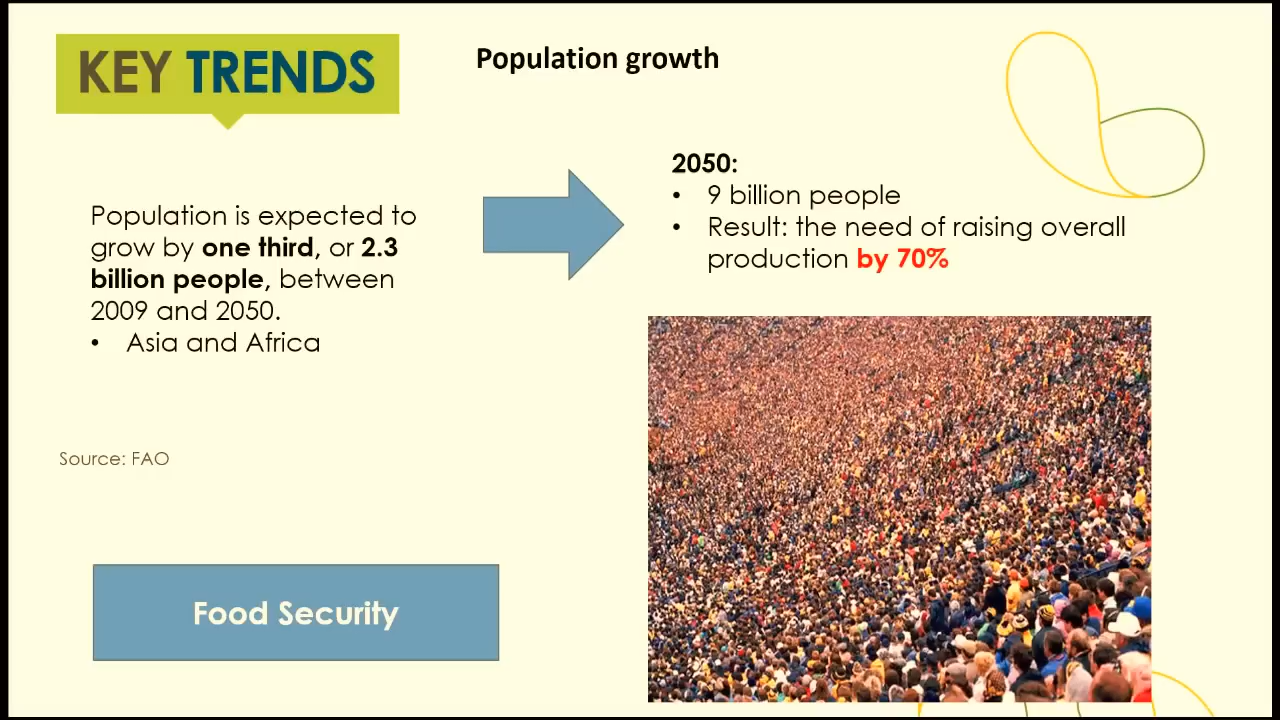 KEY TRENDS
Population growth
Population is expected to
grow by one third, or 2.3
billion people, between
2009 and 2050.
• Asia and Africa
Source: FAO
Food Security
2050:
• 9 billion people
• Result: the need of raising overall
production by 70%